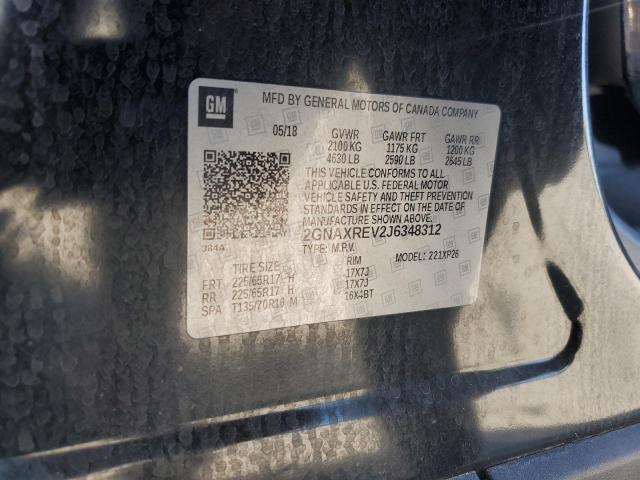 GM
MFD BY GENERAL MOTORS OF CANADA COMPANY
05/18 GVWR GAWR FRT GAWR RR
2100 KG 1175 KG 1200 KG
4630 LB 2590 LB 2645 LB
THIS VEHICLE CONFORMS TO ALL
APPLICABLE U.S. FEDERAL MOTOR
VEHICLE SAFETY AND THEFT PREVENTION
STANDARDS IN EFFECT ON THE DATE OF
MANUFACTURE SHOWN ABOVE.
2GNAXREV2J6348312
TYPE: M.P.V. MODEL: 221XP26
TIRE SIZE RIM
FRT 225/65R17 H 17X7J
RR 225/65R17 H 17X7J
SPA T135/70R16 M 16X4BT